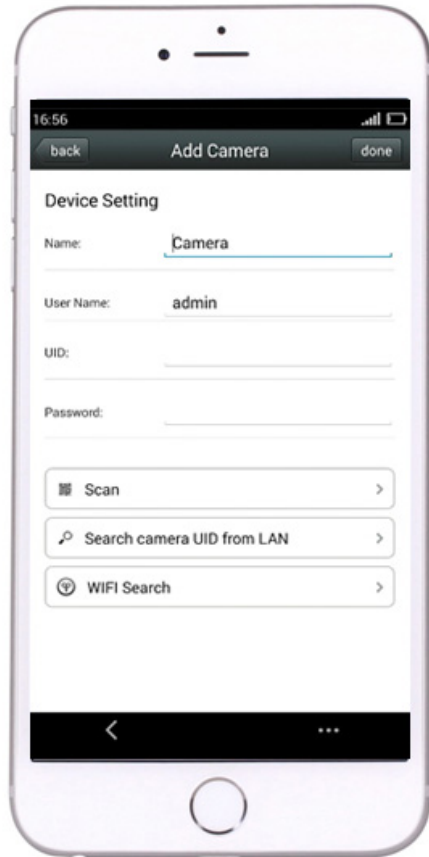 16:56
back Add Camera done
Device Setting
Name: Camera
User Name: admin
UID:
Password:
Scan
Search camera UID from LAN
WIFI Search